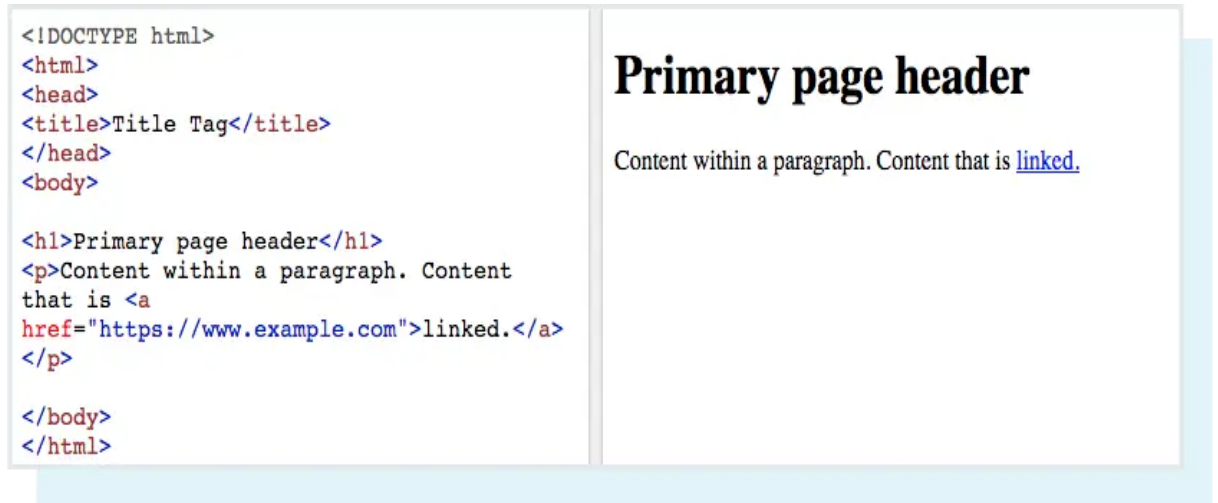 <!DOCTYPE html>
<html>
<head>
<title>Title Tag</title>
</head>
<body>
<h1>Primary page header</h1>
<p>Content within a paragraph. Content
that is <a
href="https://www.example.com">linked.</a>
</p>
</body>
</html>
Primary page header
Content within a paragraph. Content that is linked.